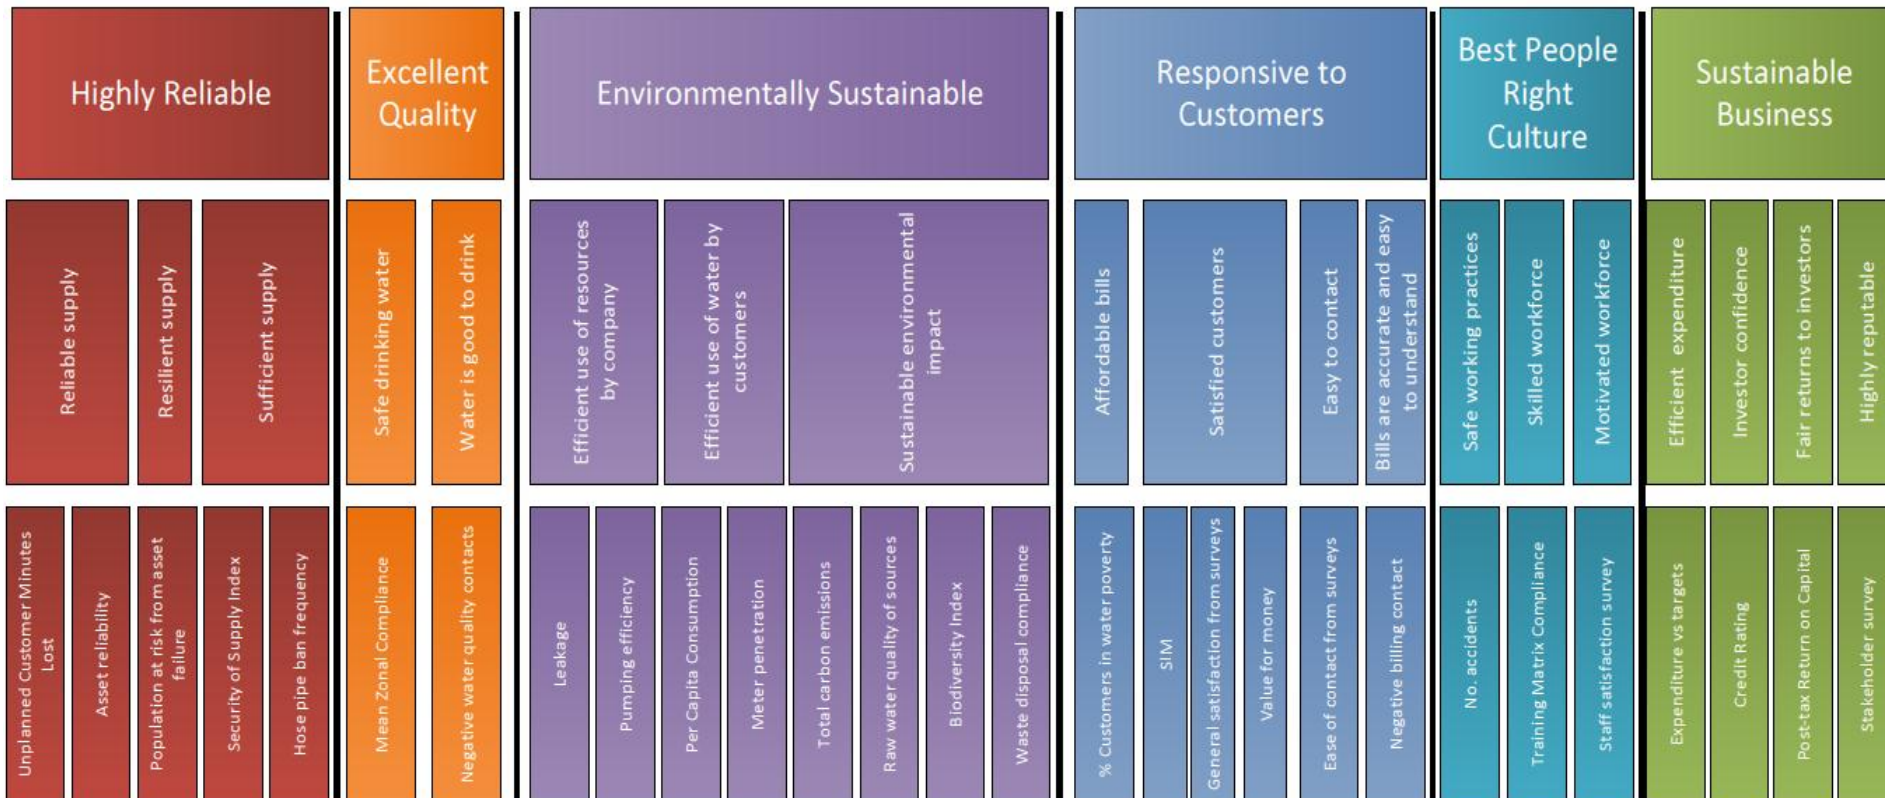 Highly Reliable
Excellent
Quality
Environmentally Sustainable
Responsive to
Customers
Best People
Right
Culture
Sustainable
Business
Reliable supply
Resilient supply
Sufficient supply
Safe drinking water
Water is good to drink
Efficient use of resources
by company
Efficient use of water by
customers
Sustainable environmental
impact
Affordable bills
Satisfied customers
Easy to contact
Bills are accurate and easy
to understand
Safe working practices
Skilled workforce
Motivated workforce
Efficient expenditure
Investor confidence
Fair returns to investors
Highly reputable
Unplanned Customer Minutes
Lost
Asset reliability
Population at risk from asset
failure
Security of Supply Index
Hose pipe ban frequency
Mean Zonal Compliance
Negative water quality contacts
Leakage
Pumping efficiency
Per Capita Consumption
Meter penetration
Total carbon emissions
Raw water quality of sources
Biodiversity Index
Waste disposal compliance
% Customers in water poverty
SIM
General satisfaction from surveys
Value for money
Ease of contact from surveys
Negative billing contact
No. accidents
Training Matrix Compliance
Staff satisfaction survey
Expenditure vs targets
Credit Rating
Post-tax Return on Capital
Stakeholder survey